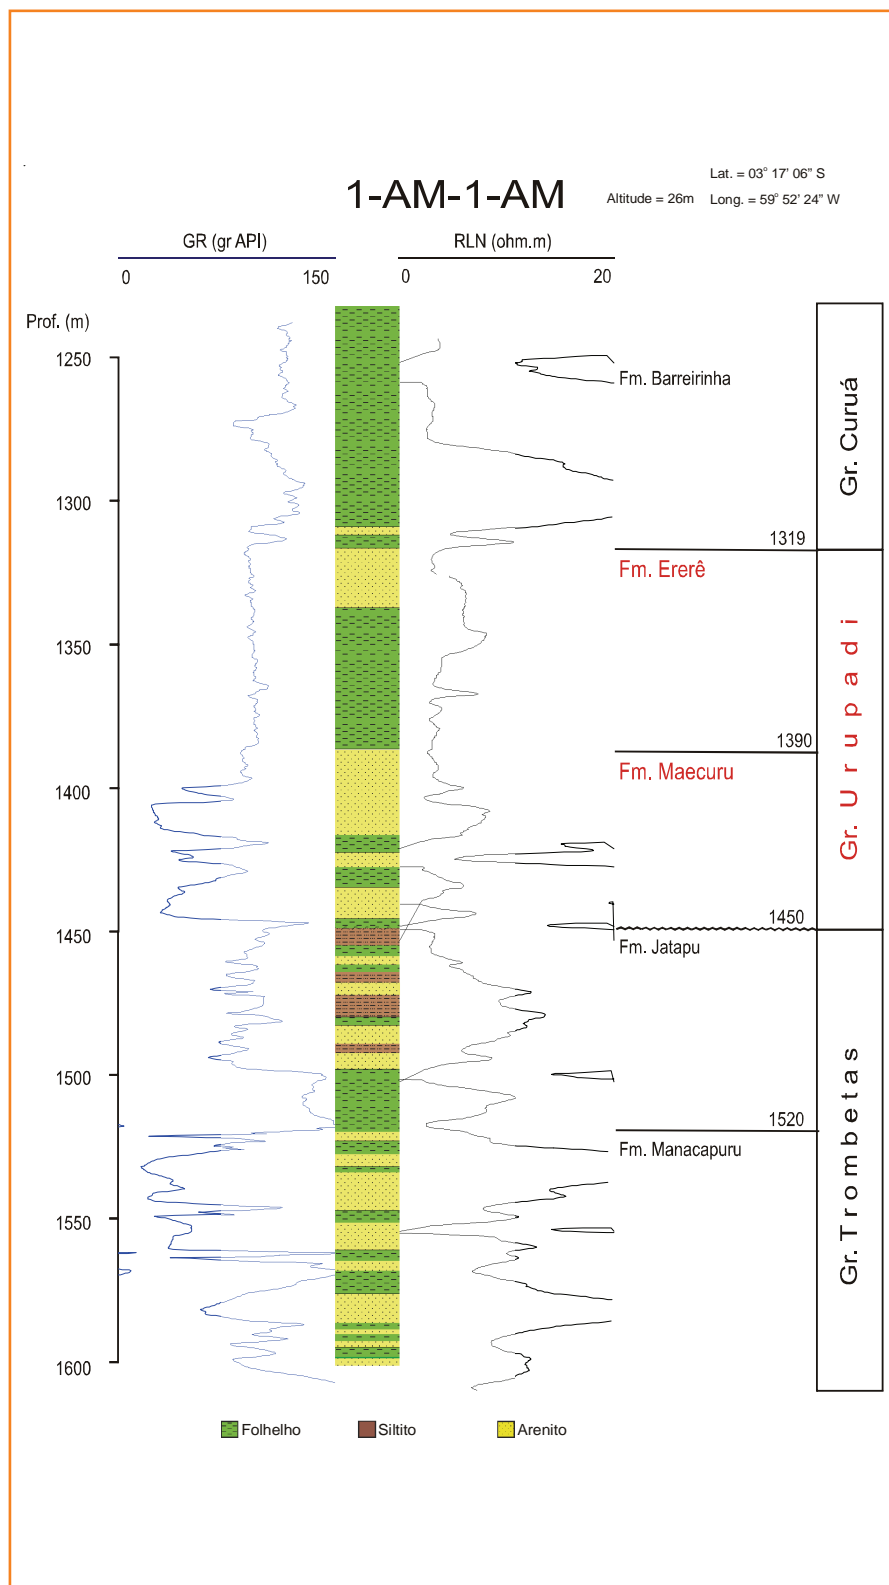 1-AM-1-AM
Lat. = 03° 17' 06" S
Altitude = 26m
Long. = 59° 52' 24" W
GR (gr API)
RLN (ohm.m)
0
150
0
20
Prof. (m)
1250
Fm. Barreirinha
Gr. Curuá
1300
1319
Fm. Ererê
1350
Gr. Urupadi
1390
Fm. Maecuru
1400
1450
1450
Fm. Jatapu
1500
1520
Fm. Manacapuru
Gr. Trombetas
1550
1600
Folhelho
Siltito
Arenito